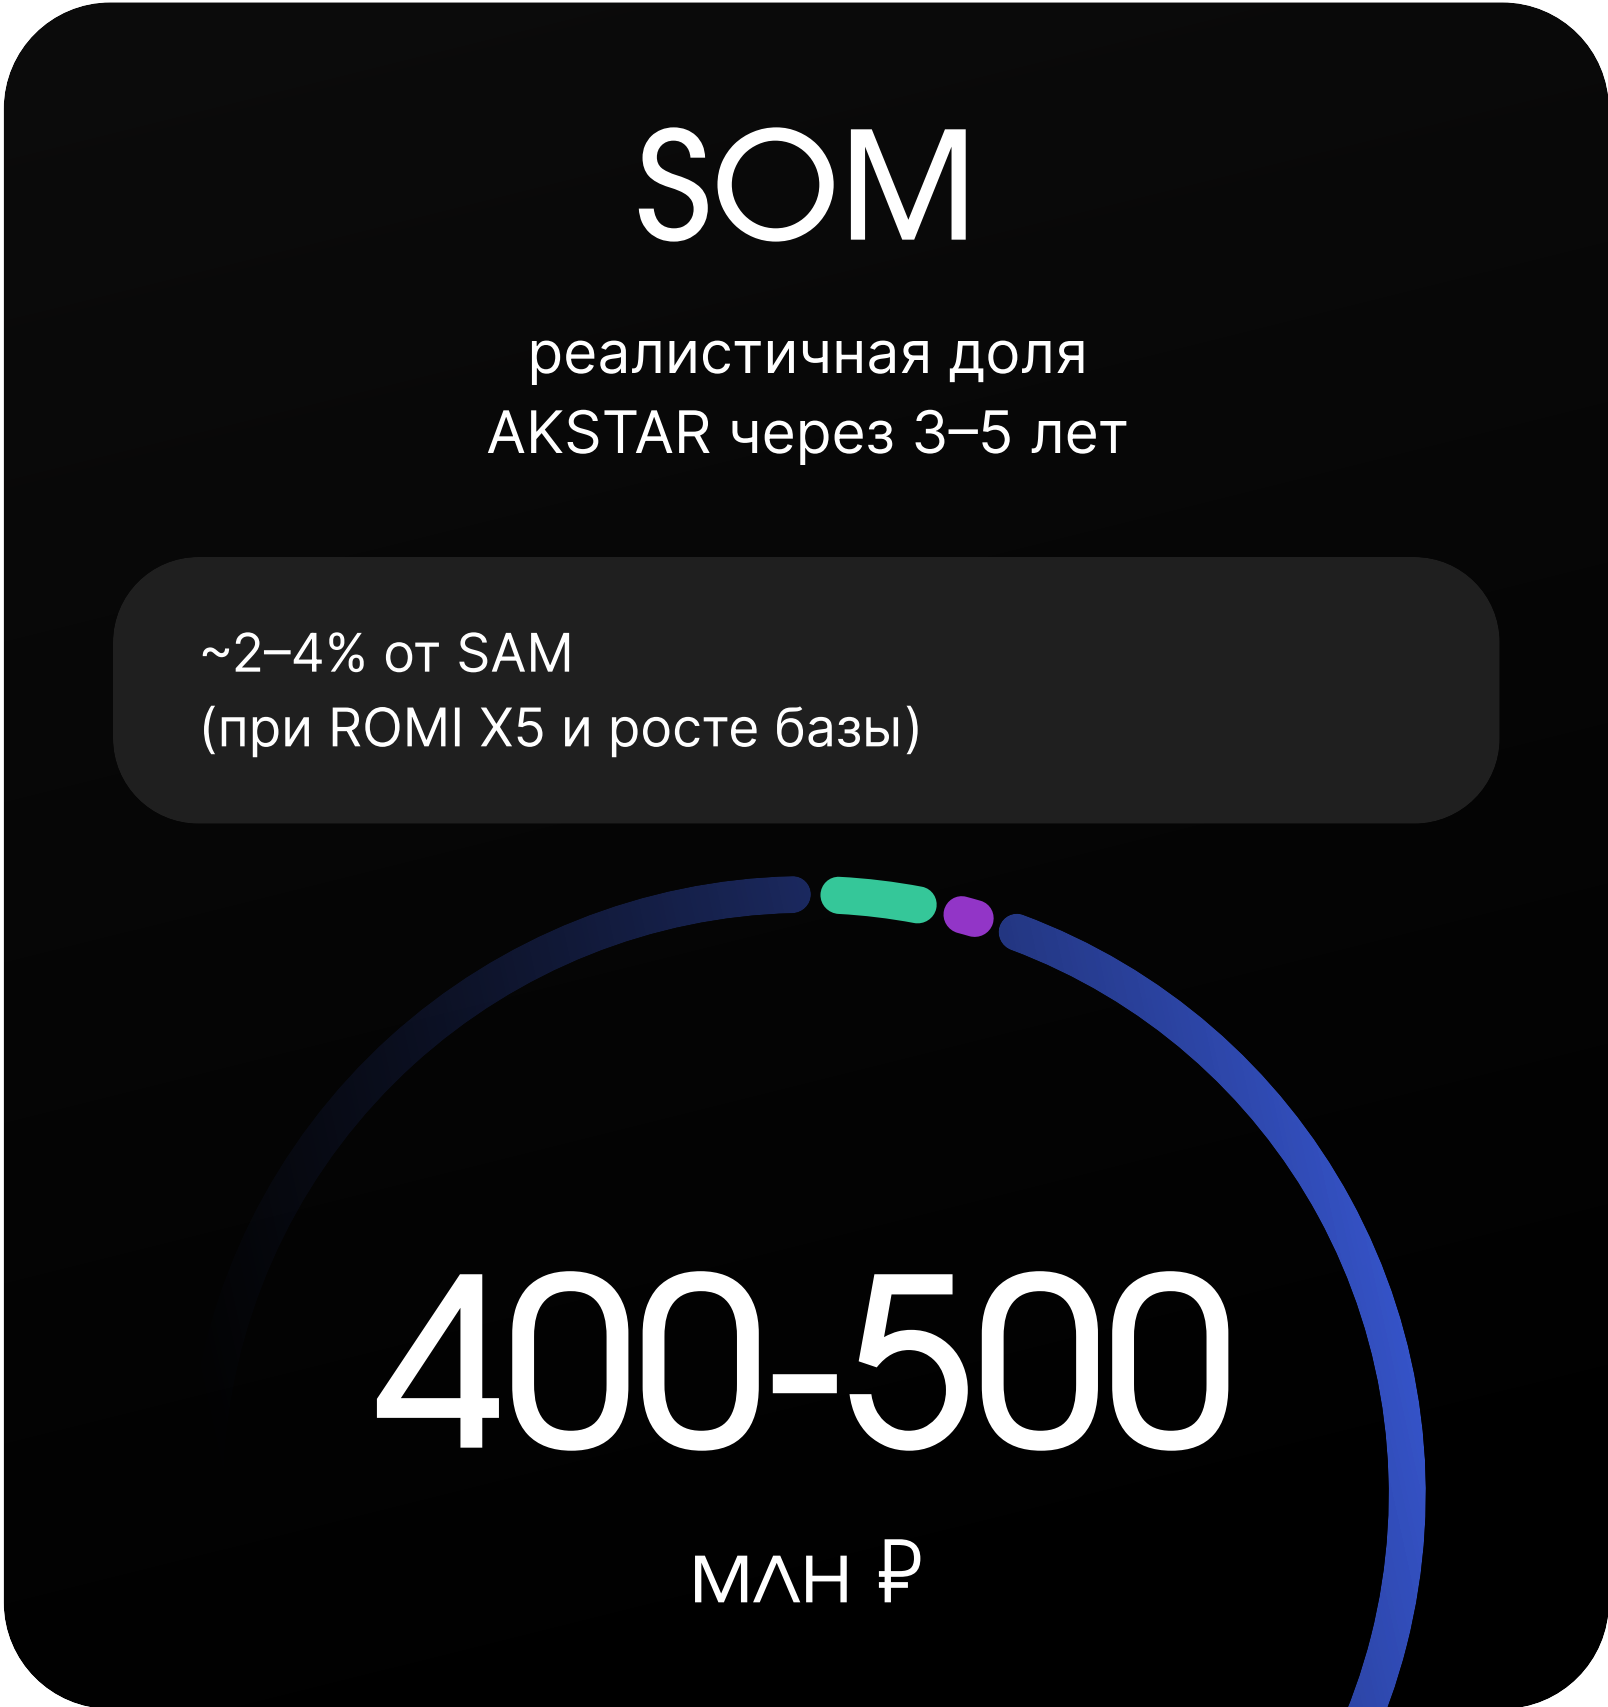 SOM
реалистичная доля
AKSTAR через 3–5 лет
~2–4% от SAM
(при ROMI X5 и росте базы)
400-500
млн ₽